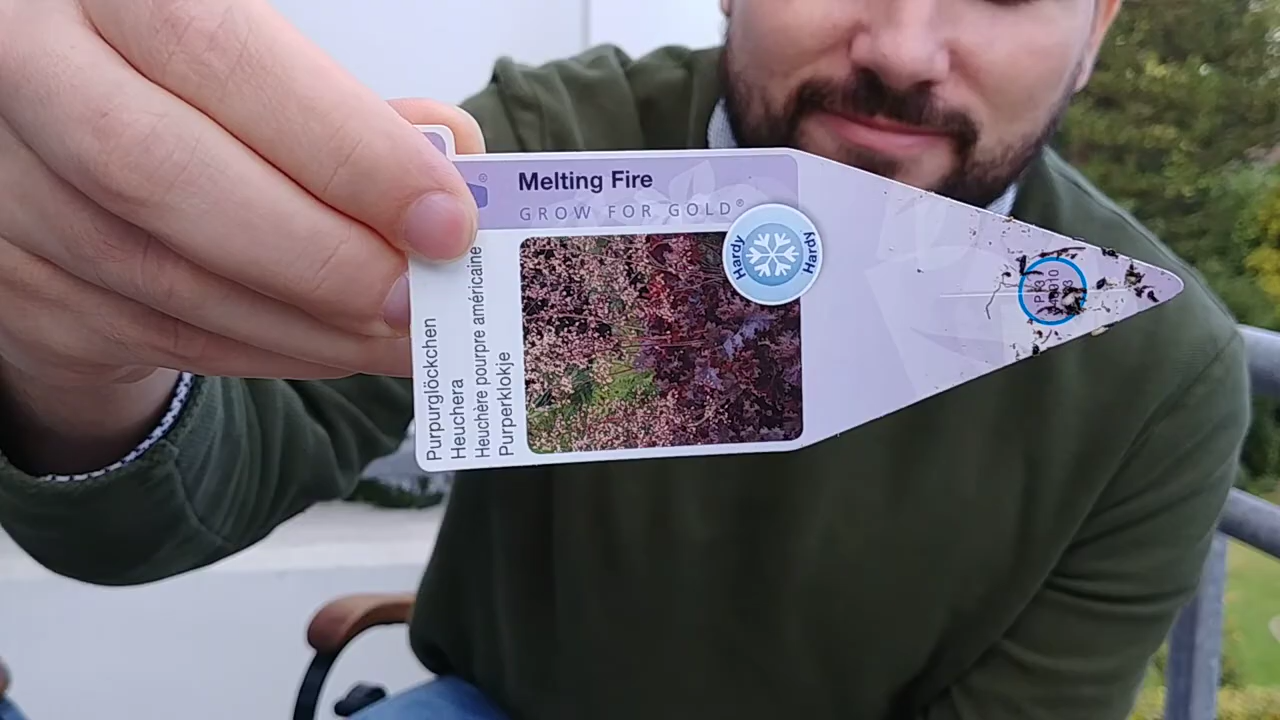 Melting Fire
GROW FOR GOLD®
Hardy
Hardy
Purpurglöckchen
Heuchera
Heuchère pourpre américaine
Purperklokje